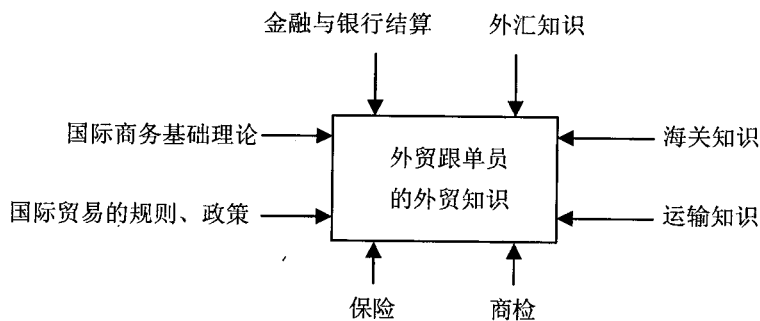 金融与银行结算
外汇知识
国际商务基础理论
海关知识
外贸跟单员
的外贸知识
国际贸易的规则、政策
运输知识
保险
商检